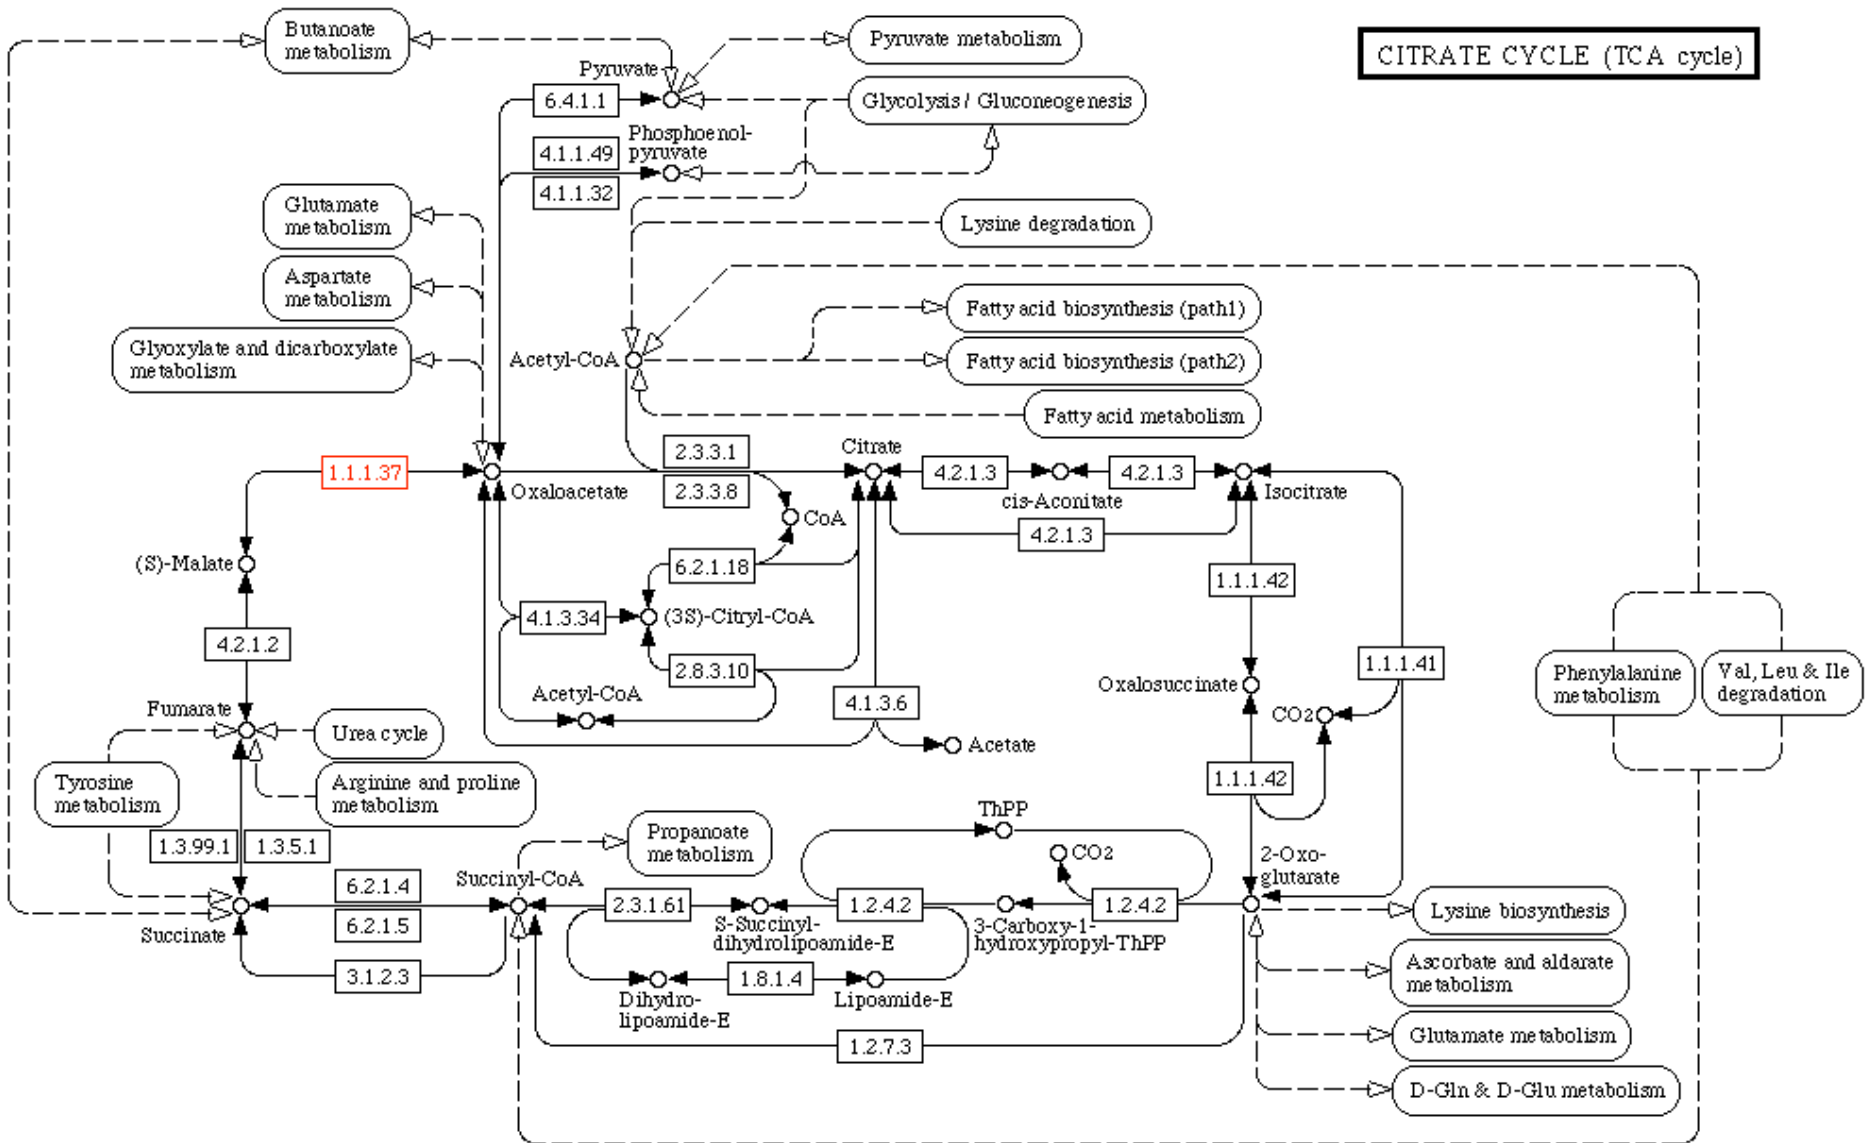 Butanoate
metabolism
Pyruvate metabolism
CITRATE CYCLE (TCA cycle)
Pyruvate
6.4.1.1
Glycolysis / Gluconeogenesis
Phosphoenol-
pyruvate
4.1.1.49
4.1.1.32
Glutamate
metabolism
Lysine degradation
Aspartate
metabolism
Fatty acid biosynthesis (path1)
Glyoxylate and dicarboxylate
metabolism
Acetyl-CoA
Fatty acid biosynthesis (path2)
Fatty acid metabolism
1.1.1.37
Oxaloacetate
2.3.3.1
2.3.3.8
Citrate
4.2.1.3
cis-Aconitate
4.2.1.3
Isocitrate
CoA
4.2.1.3
(S)-Malate
6.2.1.18
1.1.1.42
4.1.3.34
(3S)-Citryl-CoA
4.2.1.2
2.8.3.10
1.1.1.41
Phenylalanine
metabolism
Val, Leu & Ile
degradation
Oxalosuccinate
Acetyl-CoA
4.1.3.6
CO2
Fumarate
Urea cycle
Acetate
Tyrosine
metabolism
Arginine and proline
metabolism
1.1.1.42
ThPP
Propanoate
metabolism
1.3.99.1
1.3.5.1
CO2
2-Oxo-
glutarate
Succinyl-CoA
6.2.1.4
6.2.1.5
2.3.1.61
1.2.4.2
1.2.4.2
Lysine biosynthesis
Succinate
S-Succinyl-
dihydrolipoamide-E
3-Carboxy-1-
hydroxypropyl-ThPP
Ascorbate and aldarate
metabolism
3.1.2.3
1.8.1.4
Dihydro-
lipoamide-E
Lipoamide-E
Glutamate metabolism
1.2.7.3
D-Gln & D-Glu metabolism